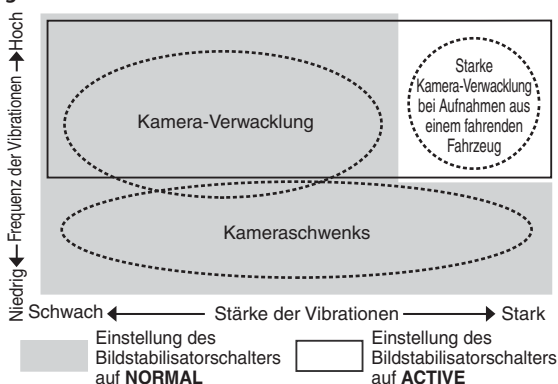 g
Niedrig ← Frequenz der Vibrationen → Hoch
Kamera-Verwacklung
Starke
Kamera-Verwacklung
bei Aufnahmen aus
einem fahrenden
Fahrzeug
Kameraschwenks
Schwach ← Stärke der Vibrationen → Stark
Einstellung des
Bildstabilisatorschalters
auf NORMAL
Einstellung des
Bildstabilisatorschalters
auf ACTIVE